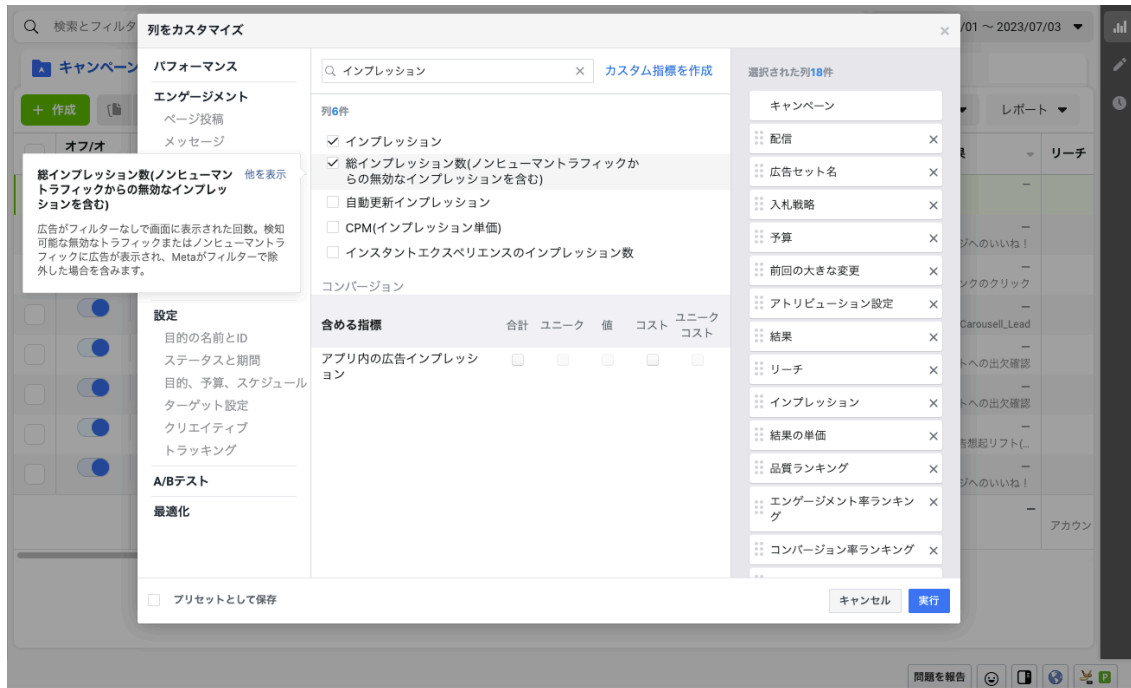 検索とフィルタ
/01 ～ 2023/07/03
キャンペーン
+ 作成
レポート
オフ/オ
リーチ
列をカスタマイズ
パフォーマンス
エンゲージメント
ページ投稿
メッセージ
設定
目的の名前とID
ステータスと期間
目的、予算、スケジュール
ターゲット設定
クリエイティブ
トラッキング
A/Bテスト
最適化
総インプレッション数(ノンヒューマン 他を表示
トラフィックからの無効なインプレッ
ションを含む)
広告がフィルターなしで画面に表示された回数。検知
可能な無効なトラフィックまたはノンヒューマントラ
フィックに広告が表示され、Metaがフィルターで除
外した場合を含みます。
インプレッション
カスタム指標を作成
列6件
インプレッション
総インプレッション数(ノンヒューマントラフィックか
らの無効なインプレッションを含む)
自動更新インプレッション
CPM(インプレッション単価)
インスタントエクスペリエンスのインプレッション数
コンバージョン
含める指標 合計 ユニーク 値 コスト ユニーク
コスト
アプリ内の広告インプレッシ
ョン
選択された列18件
キャンペーン
配信
広告セット名
入札戦略
予算
前回の大きな変更
アトリビューション設定
結果
リーチ
インプレッション
結果の単価
品質ランキング
エンゲージメント率ランキン
グ
コンバージョン率ランキング
プリセットとして保存
キャンセル
実行
ジへのいいね！
ンクのクリック
Carousell_Lead
トへの出欠確認
トへの出欠確認
告想起リフト(...
ジへのいいね！
アカウン
問題を報告
P